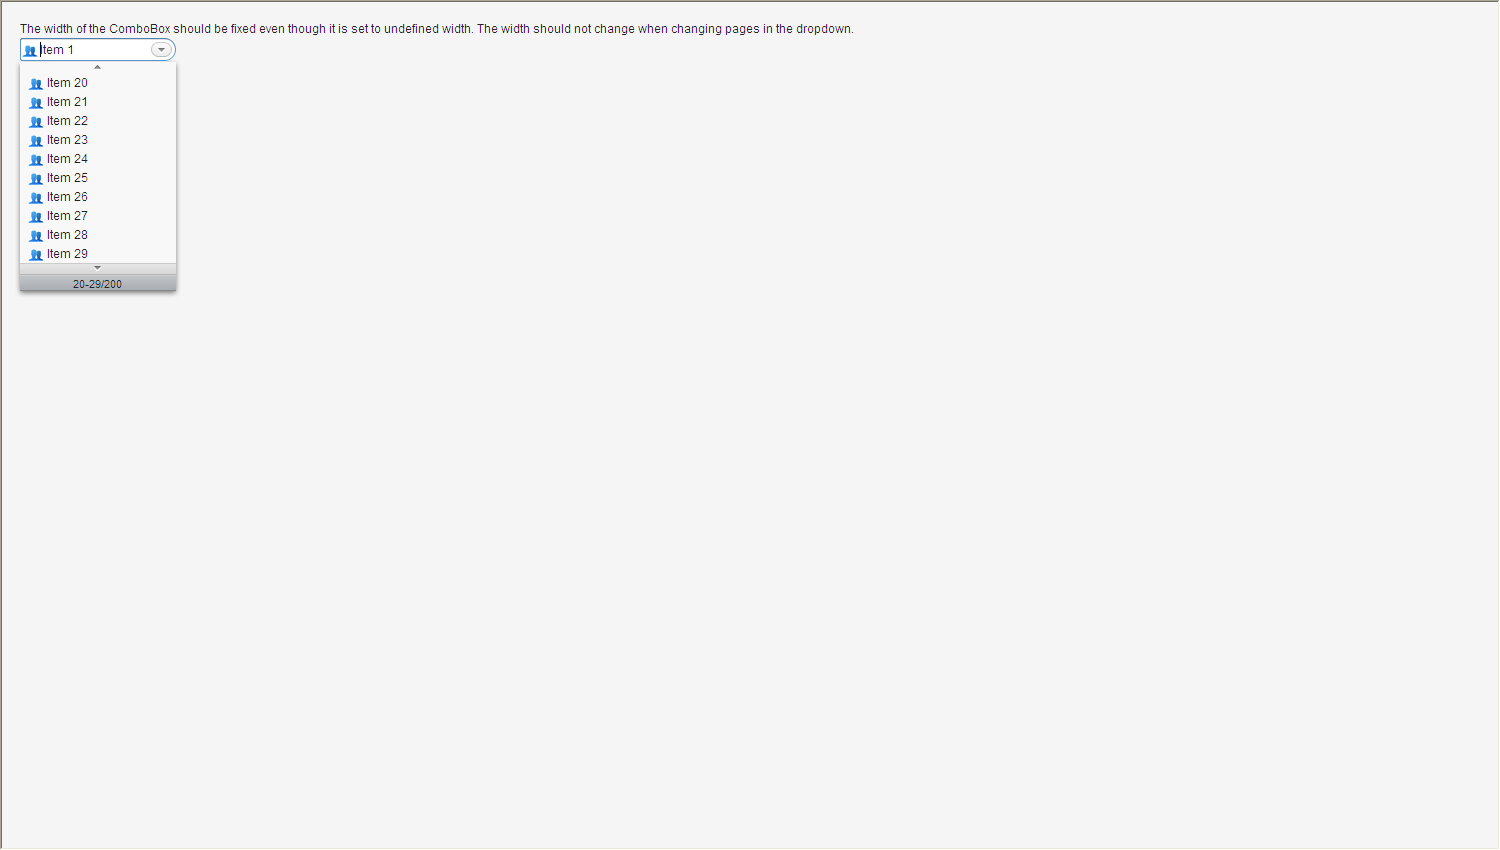 The width of the ComboBox should be fixed even though it is set to undefined width. The width should not change when changing pages in the dropdown.
Item 1
Item 20
Item 21
Item 22
Item 23
Item 24
Item 25
Item 26
Item 27
Item 28
Item 29
20-29/200